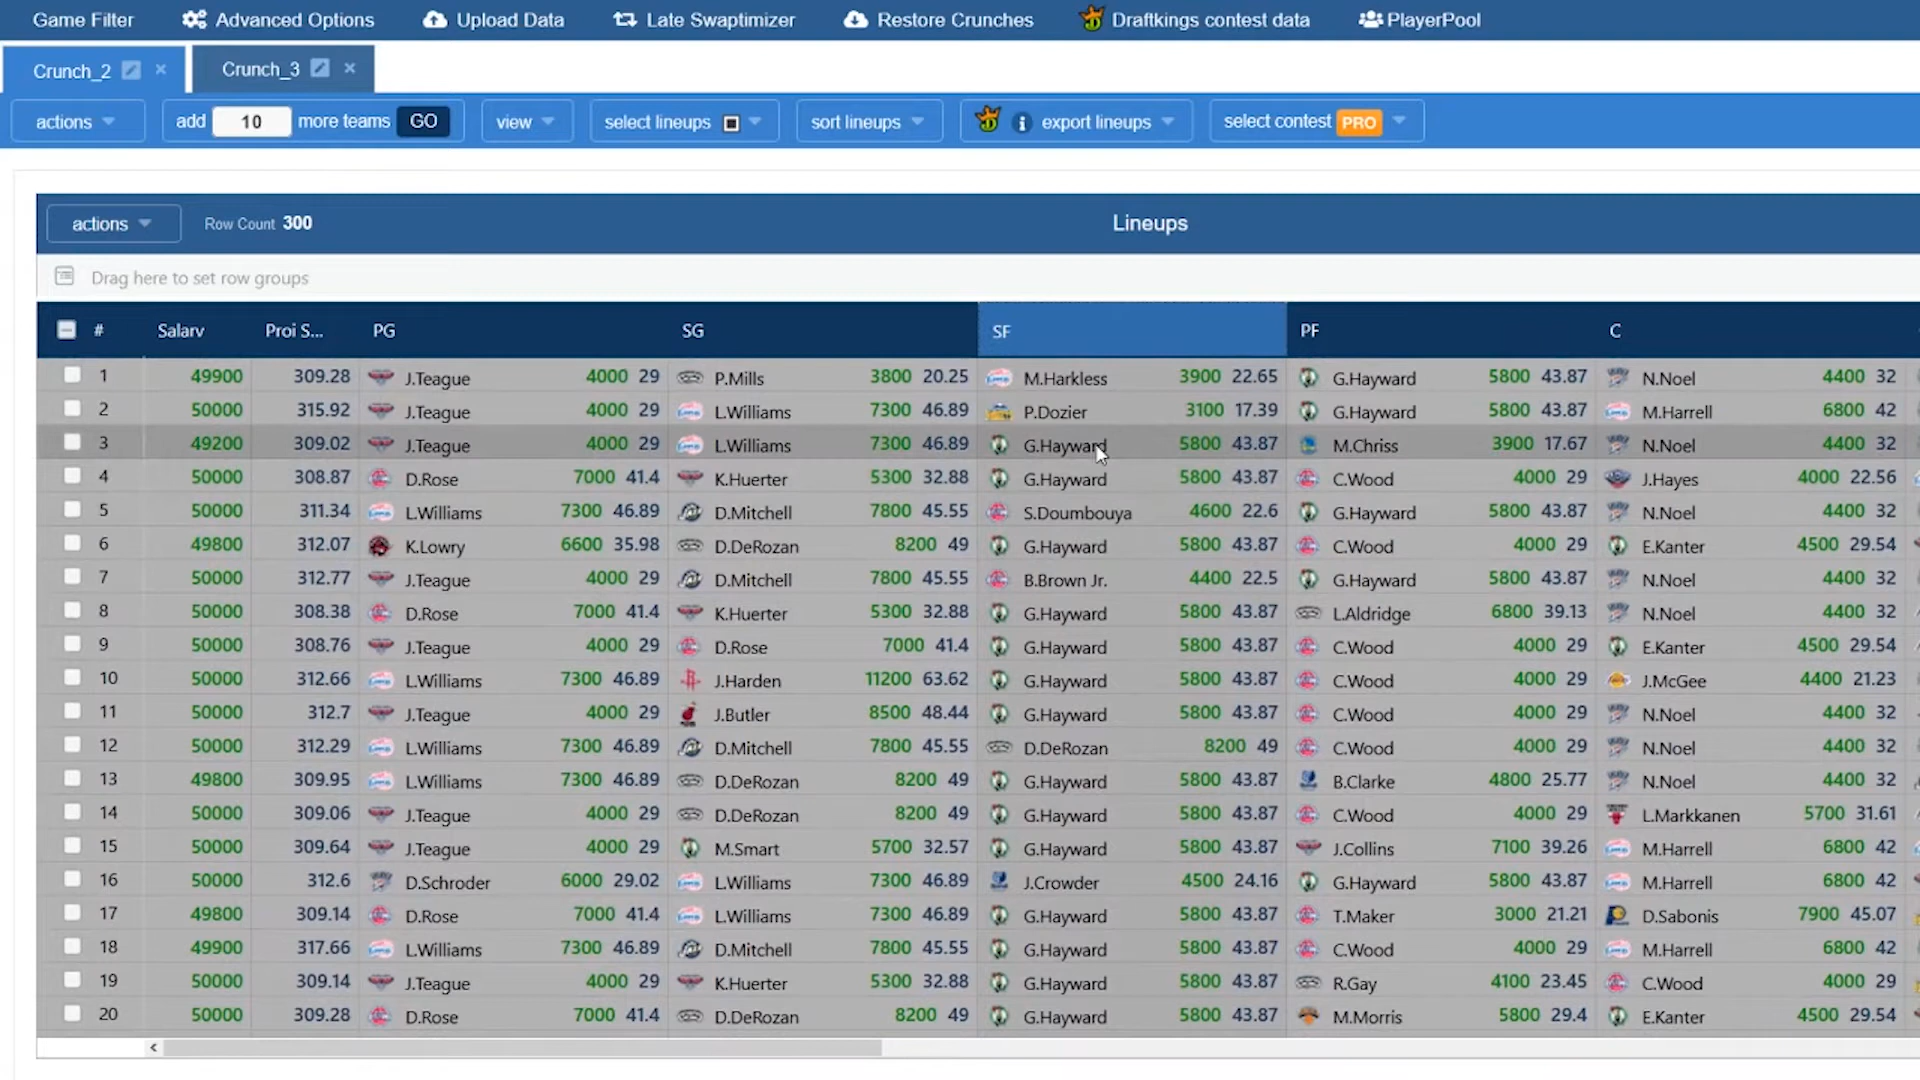 Game Filter Advanced Options Upload Data Late Swaptimizer Restore Crunches Draftkings contest data PlayerPool
Crunch_2 × Crunch_3 ×
actions add 10 more teams GO view select lineups sort lineups export lineups select contest PRO
actions Row Count 300 Lineups
Drag here to set row groups
# Salary Proj S... PG SG SF PF C
1 49900 309.28 J.Teague 4000 29 P.Mills 3800 20.25 M.Harkless 3900 22.65 G.Hayward 5800 43.87 N.Noel 4400 32
2 50000 315.92 J.Teague 4000 29 L.Williams 7300 46.89 P.Dozier 3100 17.39 G.Hayward 5800 43.87 M.Harrell 6800 42
3 49200 309.02 J.Teague 4000 29 L.Williams 7300 46.89 G.Hayward 5800 43.87 M.Chriss 3900 17.67 N.Noel 4400 32
4 50000 308.87 D.Rose 7000 41.4 K.Huerter 5300 32.88 G.Hayward 5800 43.87 C.Wood 4000 29 J.Hayes 4000 22.56
5 50000 311.34 L.Williams 7300 46.89 D.Mitchell 7800 45.55 S.Doumbouya 4600 22.6 G.Hayward 5800 43.87 N.Noel 4400 32
6 49800 312.07 K.Lowry 6600 35.98 D.DeRozan 8200 49 G.Hayward 5800 43.87 C.Wood 4000 29 E.Kanter 4500 29.54
7 50000 312.77 J.Teague 4000 29 D.Mitchell 7800 45.55 B.Brown Jr. 4400 22.5 G.Hayward 5800 43.87 N.Noel 4400 32
8 50000 308.38 D.Rose 7000 41.4 K.Huerter 5300 32.88 G.Hayward 5800 43.87 L.Aldridge 6800 39.13 N.Noel 4400 32
9 50000 308.76 J.Teague 4000 29 D.Rose 7000 41.4 G.Hayward 5800 43.87 C.Wood 4000 29 E.Kanter 4500 29.54
10 50000 312.66 L.Williams 7300 46.89 J.Harden 11200 63.62 G.Hayward 5800 43.87 C.Wood 4000 29 J.McGee 4400 21.23
11 50000 312.7 J.Teague 4000 29 J.Butler 8500 48.44 G.Hayward 5800 43.87 C.Wood 4000 29 N.Noel 4400 32
12 50000 312.29 L.Williams 7300 46.89 D.Mitchell 7800 45.55 D.DeRozan 8200 49 C.Wood 4000 29 N.Noel 4400 32
13 49800 309.95 L.Williams 7300 46.89 D.DeRozan 8200 49 G.Hayward 5800 43.87 B.Clarke 4800 25.77 N.Noel 4400 32
14 50000 309.06 J.Teague 4000 29 D.DeRozan 8200 49 G.Hayward 5800 43.87 C.Wood 4000 29 L.Markkanen 5700 31.61
15 50000 309.64 J.Teague 4000 29 M.Smart 5700 32.57 G.Hayward 5800 43.87 J.Collins 7100 39.26 M.Harrell 6800 42
16 50000 312.6 D.Schroder 6000 29.02 L.Williams 7300 46.89 J.Crowder 4500 24.16 G.Hayward 5800 43.87 M.Harrell 6800 42
17 49800 309.14 D.Rose 7000 41.4 L.Williams 7300 46.89 G.Hayward 5800 43.87 T.Maker 3000 21.21 D.Sabonis 7900 45.07
18 49900 317.66 L.Williams 7300 46.89 D.Mitchell 7800 45.55 G.Hayward 5800 43.87 C.Wood 4000 29 M.Harrell 6800 42
19 50000 309.14 J.Teague 4000 29 K.Huerter 5300 32.88 G.Hayward 5800 43.87 R.Gay 4100 23.45 C.Wood 4000 29
20 50000 309.28 D.Rose 7000 41.4 D.DeRozan 8200 49 G.Hayward 5800 43.87 M.Morris 5800 29.4 E.Kanter 4500 29.54